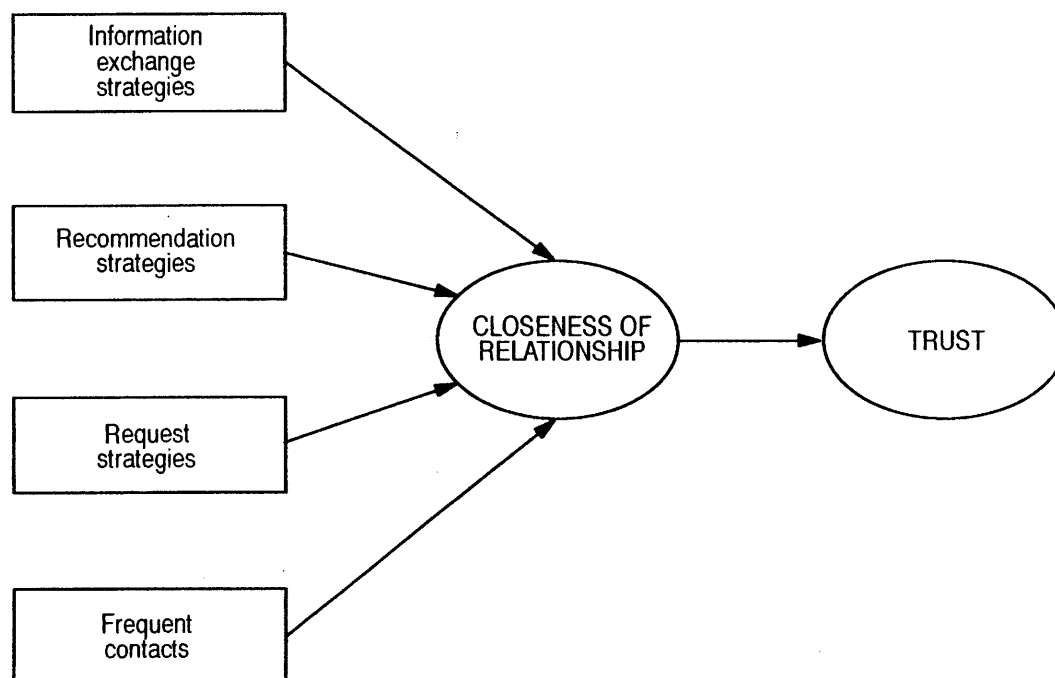 Information
exchange
strategies
Recommendation
strategies
CLOSENESS OF
RELATIONSHIP
TRUST
Request
strategies
Frequent
contacts